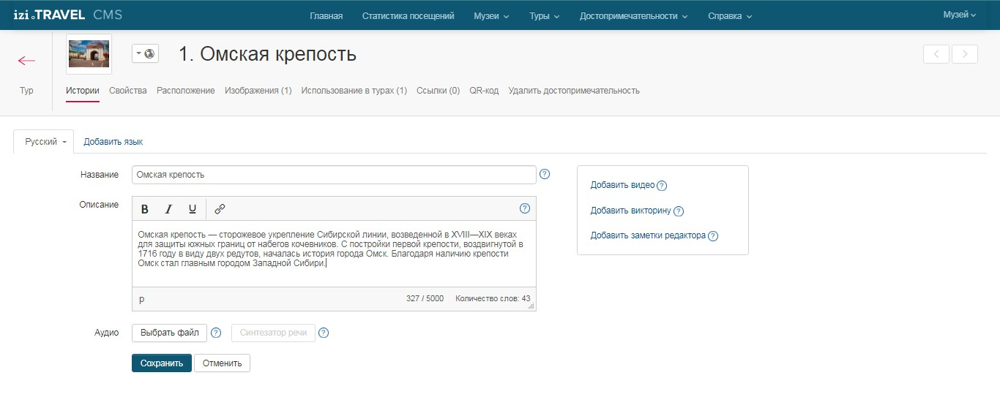 izi.TRAVEL CMS Главная Статистика посещений Музеи Туры Достопримечательности Справка Музей
1. Омская крепость
Тур Истории Свойства Расположение Изображения (1) Использование в турах (1) Ссылки (0) QR-код Удалить достопримечательность
Русский Добавить язык
Название Омская крепость ?
Описание B I U ?
Омская крепость — сторожевое укрепление Сибирской линии, возведенной в XVIII—XIX веках
для защиты южных границ от набегов кочевников. С постройки первой крепости, воздвигнутой в
1716 году в виду двух редутов, началась история города Омск. Благодаря наличию крепости
Омск стал главным городом Западной Сибири.
p 327 / 5000 Количество слов: 43
Добавить видео ?
Добавить викторину ?
Добавить заметки редактора ?
Аудио Выбрать файл ? Синтезатор речи ?
Сохранить Отменить